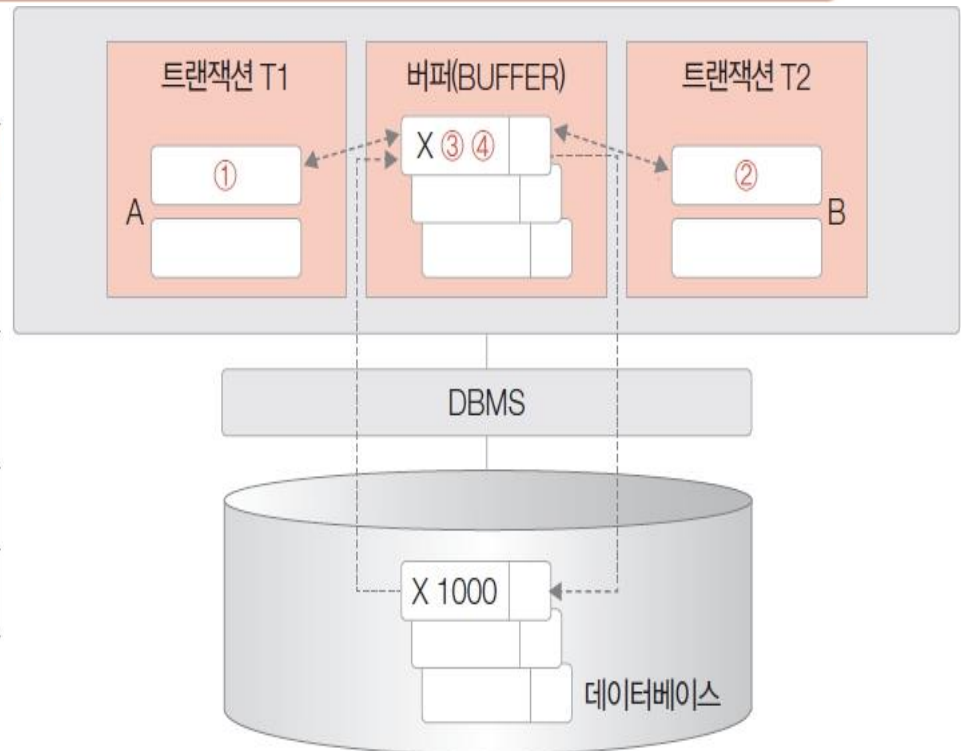 트랜잭션 T1
버퍼(BUFFER)
트랜잭션 T2
X ③ ④
①
②
A
B
DBMS
X 1000
데이터베이스